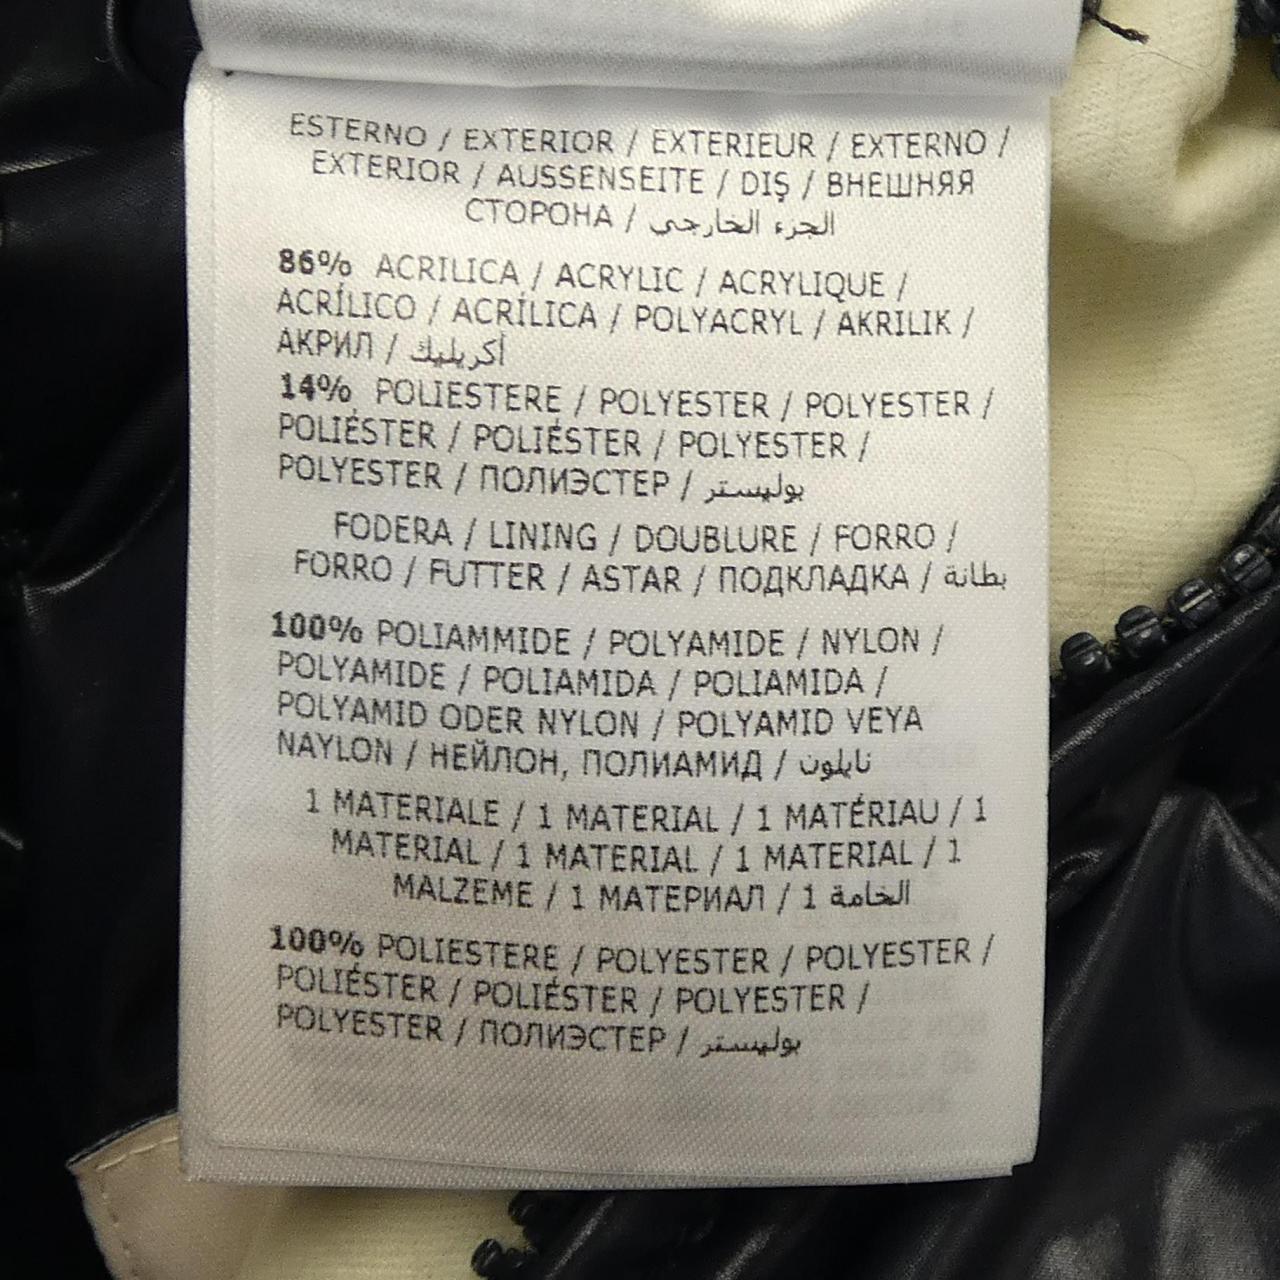 ESTERNO / EXTERIOR / EXTERIEUR / EXTERNO /
EXTERIOR / AUSSENSEITE / DIŞ / ВНЕШНЯЯ
СТОРОНА / الجزء الخارجي
86% ACRILICA / ACRYLIC / ACRYLIQUE /
ACRÍLICO / ACRÍLICA / POLYACRYL / AKRILIK /
АКРИЛ / أكريليك
14% POLIESTERE / POLYESTER / POLYESTER /
POLIÉSTER / POLIÉSTER / POLYESTER /
POLYESTER / ПОЛИЭСТЕР / بوليستر
FODERA / LINING / DOUBLURE / FORRO /
FORRO / FUTTER / ASTAR / ПОДКЛАДКА / بطانة
100% POLIAMMIDE / POLYAMIDE / NYLON /
POLYAMIDE / POLIAMIDA / POLIAMIDA /
POLYAMID ODER NYLON / POLYAMID VEYA
NAYLON / НЕЙЛОН, ПОЛИАМИД / نايلون
1 MATERIALE / 1 MATERIAL / 1 MATÉRIAU / 1
MATERIAL / 1 MATERIAL / 1 MATERIAL / 1
MALZEME / 1 МАТЕРИАЛ / 1 الخامة
100% POLIESTERE / POLYESTER / POLYESTER /
POLIÉSTER / POLIÉSTER / POLYESTER /
POLYESTER / ПОЛИЭСТЕР / بوليستر